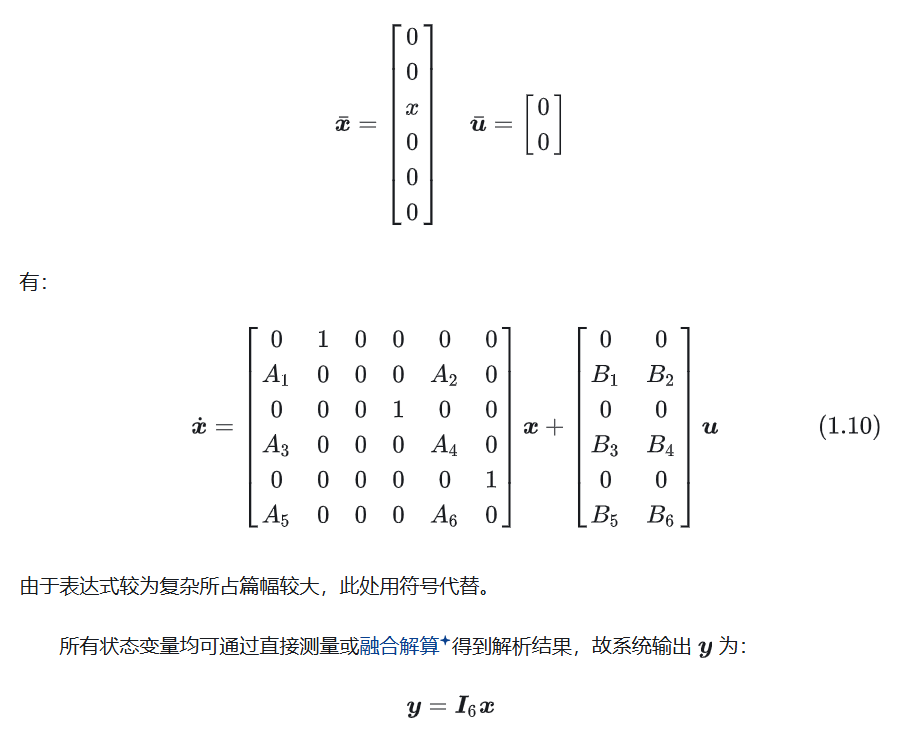 $$\bar{\boldsymbol{x}} = \begin{bmatrix} 0 \\ 0 \\ x \\ 0 \\ 0 \\ 0 \end{bmatrix} \quad \bar{\boldsymbol{u}} = \begin{bmatrix} 0 \\ 0 \end{bmatrix}$$
有：
$$\dot{\boldsymbol{x}} = \begin{bmatrix} 0 & 1 & 0 & 0 & 0 & 0 \\ A_1 & 0 & 0 & 0 & A_2 & 0 \\ 0 & 0 & 0 & 1 & 0 & 0 \\ A_3 & 0 & 0 & 0 & A_4 & 0 \\ 0 & 0 & 0 & 0 & 0 & 1 \\ A_5 & 0 & 0 & 0 & A_6 & 0 \end{bmatrix} \boldsymbol{x} + \begin{bmatrix} 0 & 0 \\ B_1 & B_2 \\ 0 & 0 \\ B_3 & B_4 \\ 0 & 0 \\ B_5 & B_6 \end{bmatrix} \boldsymbol{u} \quad (1.10)$$
由于表达式较为复杂所占篇幅较大，此处用符号代替。
所有状态变量均可通过直接测量或融合解算得到解析结果，故系统输出 $\boldsymbol{y}$ 为：
$$\boldsymbol{y} = \boldsymbol{I}_6 \boldsymbol{x}$$